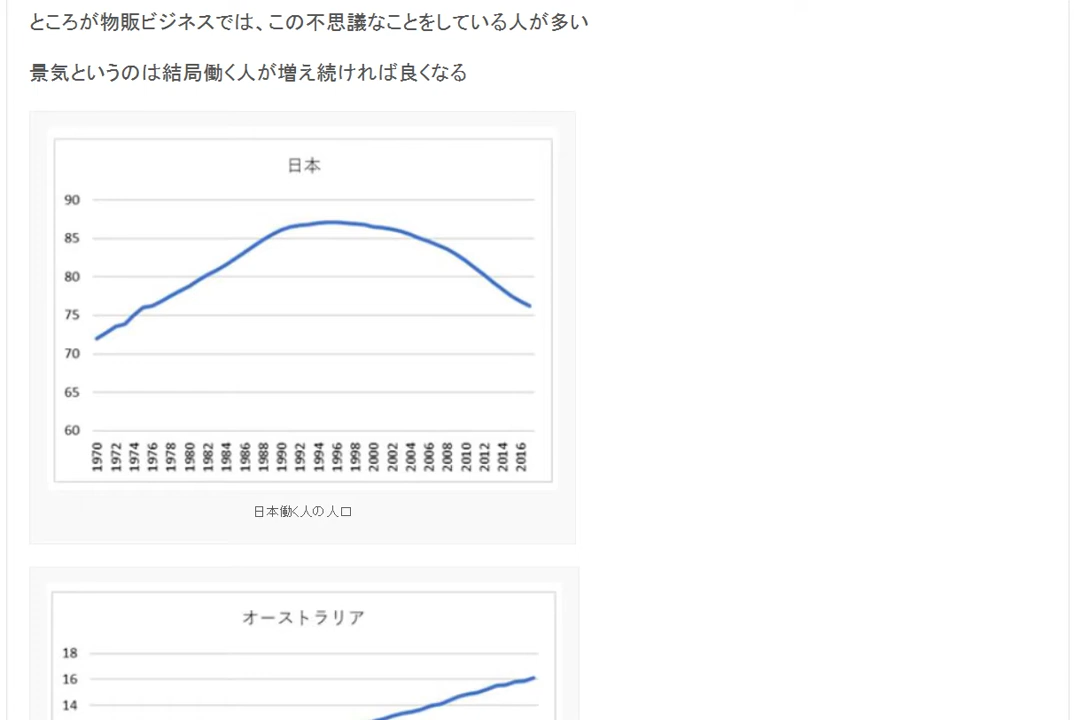 ところが物販ビジネスでは、この不思議なことをしている人が多い
景気というのは結局働く人が増え続ければ良くなる
日本
90
85
80
75
70
65
60
1970 1972 1974 1976 1978 1980 1982 1984 1986 1988 1990 1992 1994 1996 1998 2000 2002 2004 2006 2008 2010 2012 2014 2016
日本働く人の人口
オーストラリア
18
16
14